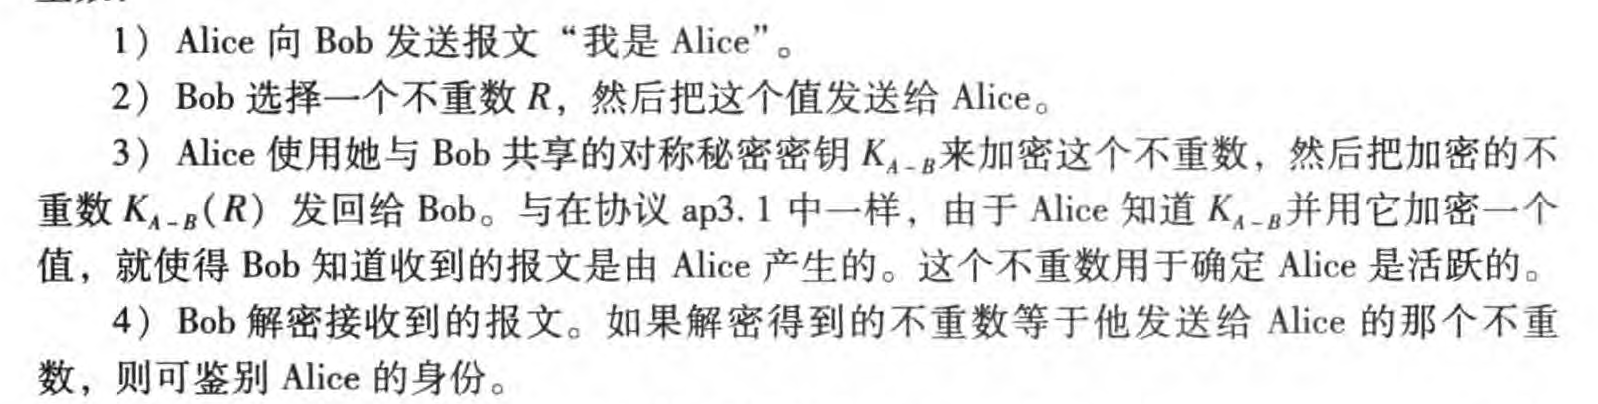 1） Alice 向 Bob 发送报文“我是 Alice”。
2） Bob 选择一个不重数 R，然后把这个值发送给 Alice。
3） Alice 使用她与 Bob 共享的对称秘密密钥 K_{A-B}来加密这个不重数，然后把加密的不
重数 K_{A-B}(R) 发回给 Bob。与在协议 ap3.1 中一样，由于 Alice 知道 K_{A-B}并用它加密一个
值，就使得 Bob 知道收到的报文是由 Alice 产生的。这个不重数用于确定 Alice 是活跃的。
4） Bob 解密接收到的报文。如果解密得到的不重数等于他发送给 Alice 的那个不重
数，则可鉴别 Alice 的身份。